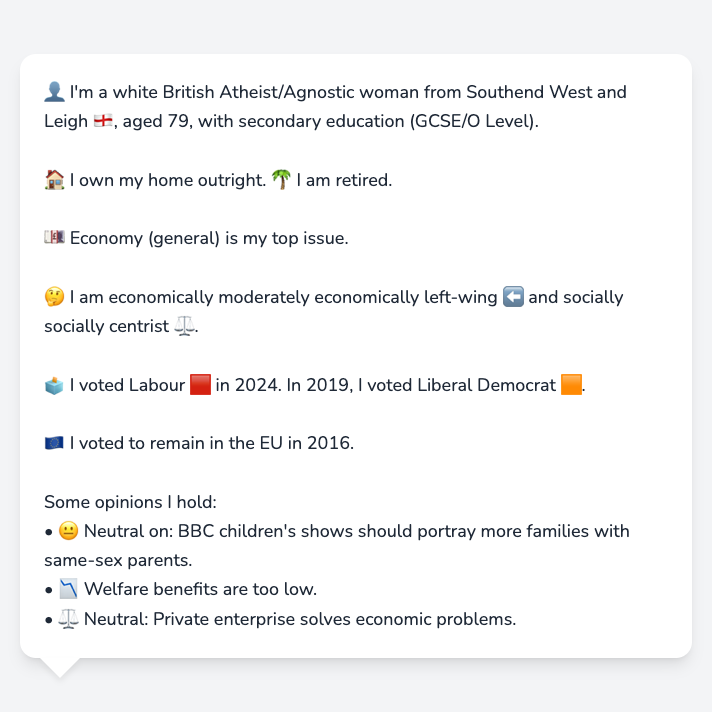 👤 I'm a white British Atheist/Agnostic woman from Southend West and
Leigh 🏴󠁧󠁢󠁥󠁮󠁧󠁿, aged 79, with secondary education (GCSE/O Level).
🏠 I own my home outright. 🌴 I am retired.
💷 Economy (general) is my top issue.
🤔 I am economically moderately economically left-wing ⬅️ and socially
socially centrist ⚖️.
🗳️ I voted Labour 🟥 in 2024. In 2019, I voted Liberal Democrat 🟧.
🇪🇺 I voted to remain in the EU in 2016.
Some opinions I hold:
• 😐 Neutral on: BBC children's shows should portray more families with
same-sex parents.
• 📉 Welfare benefits are too low.
• ⚖️ Neutral: Private enterprise solves economic problems.